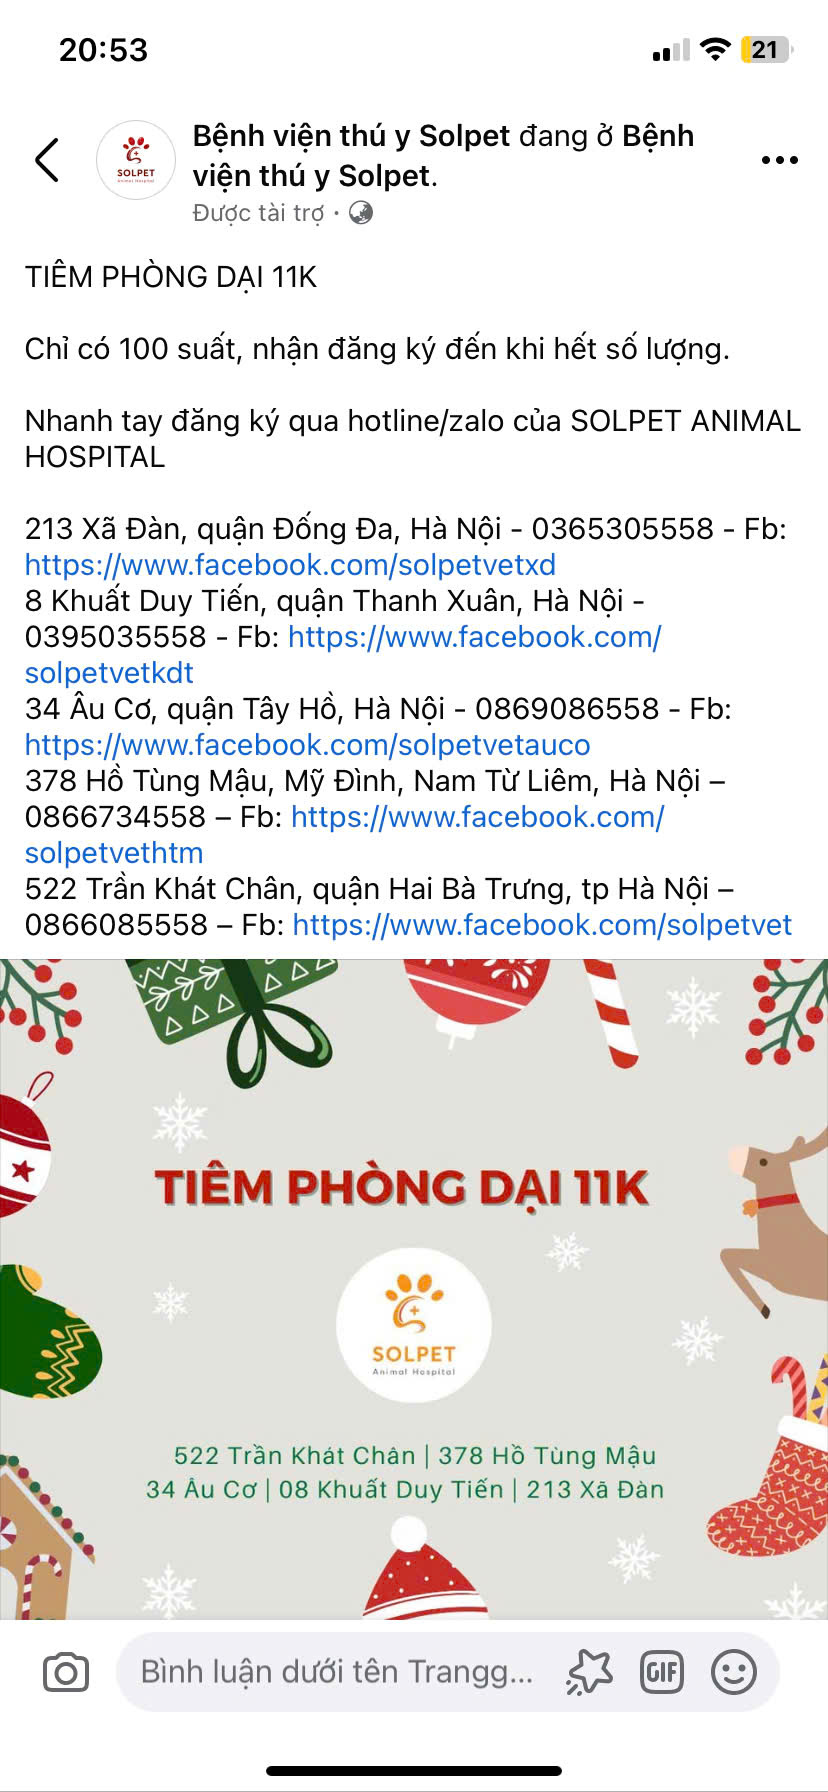 20:53
21
SOLPET
Animal Hospital
Bệnh viện thú y Solpet đang ở Bệnh
viện thú y Solpet.
Được tài trợ ·
TIÊM PHÒNG DẠI 11K
Chỉ có 100 suất, nhận đăng ký đến khi hết số lượng.
Nhanh tay đăng ký qua hotline/zalo của SOLPET ANIMAL
HOSPITAL
213 Xã Đàn, quận Đống Đa, Hà Nội - 0365305558 - Fb:
https://www.facebook.com/solpetvetxd
8 Khuất Duy Tiến, quận Thanh Xuân, Hà Nội -
0395035558 - Fb: https://www.facebook.com/
solpetvetkdt
34 Âu Cơ, quận Tây Hồ, Hà Nội - 0869086558 - Fb:
https://www.facebook.com/solpetvetauco
378 Hồ Tùng Mậu, Mỹ Đình, Nam Từ Liêm, Hà Nội –
0866734558 – Fb: https://www.facebook.com/
solpetvethtm
522 Trần Khát Chân, quận Hai Bà Trưng, tp Hà Nội –
0866085558 – Fb: https://www.facebook.com/solpetvet
TIÊM PHÒNG DẠI 11K
SOLPET
Animal Hospital
522 Trần Khát Chân | 378 Hồ Tùng Mậu
34 Âu Cơ | 08 Khuất Duy Tiến | 213 Xã Đàn
Bình luận dưới tên Trangg...
GIF